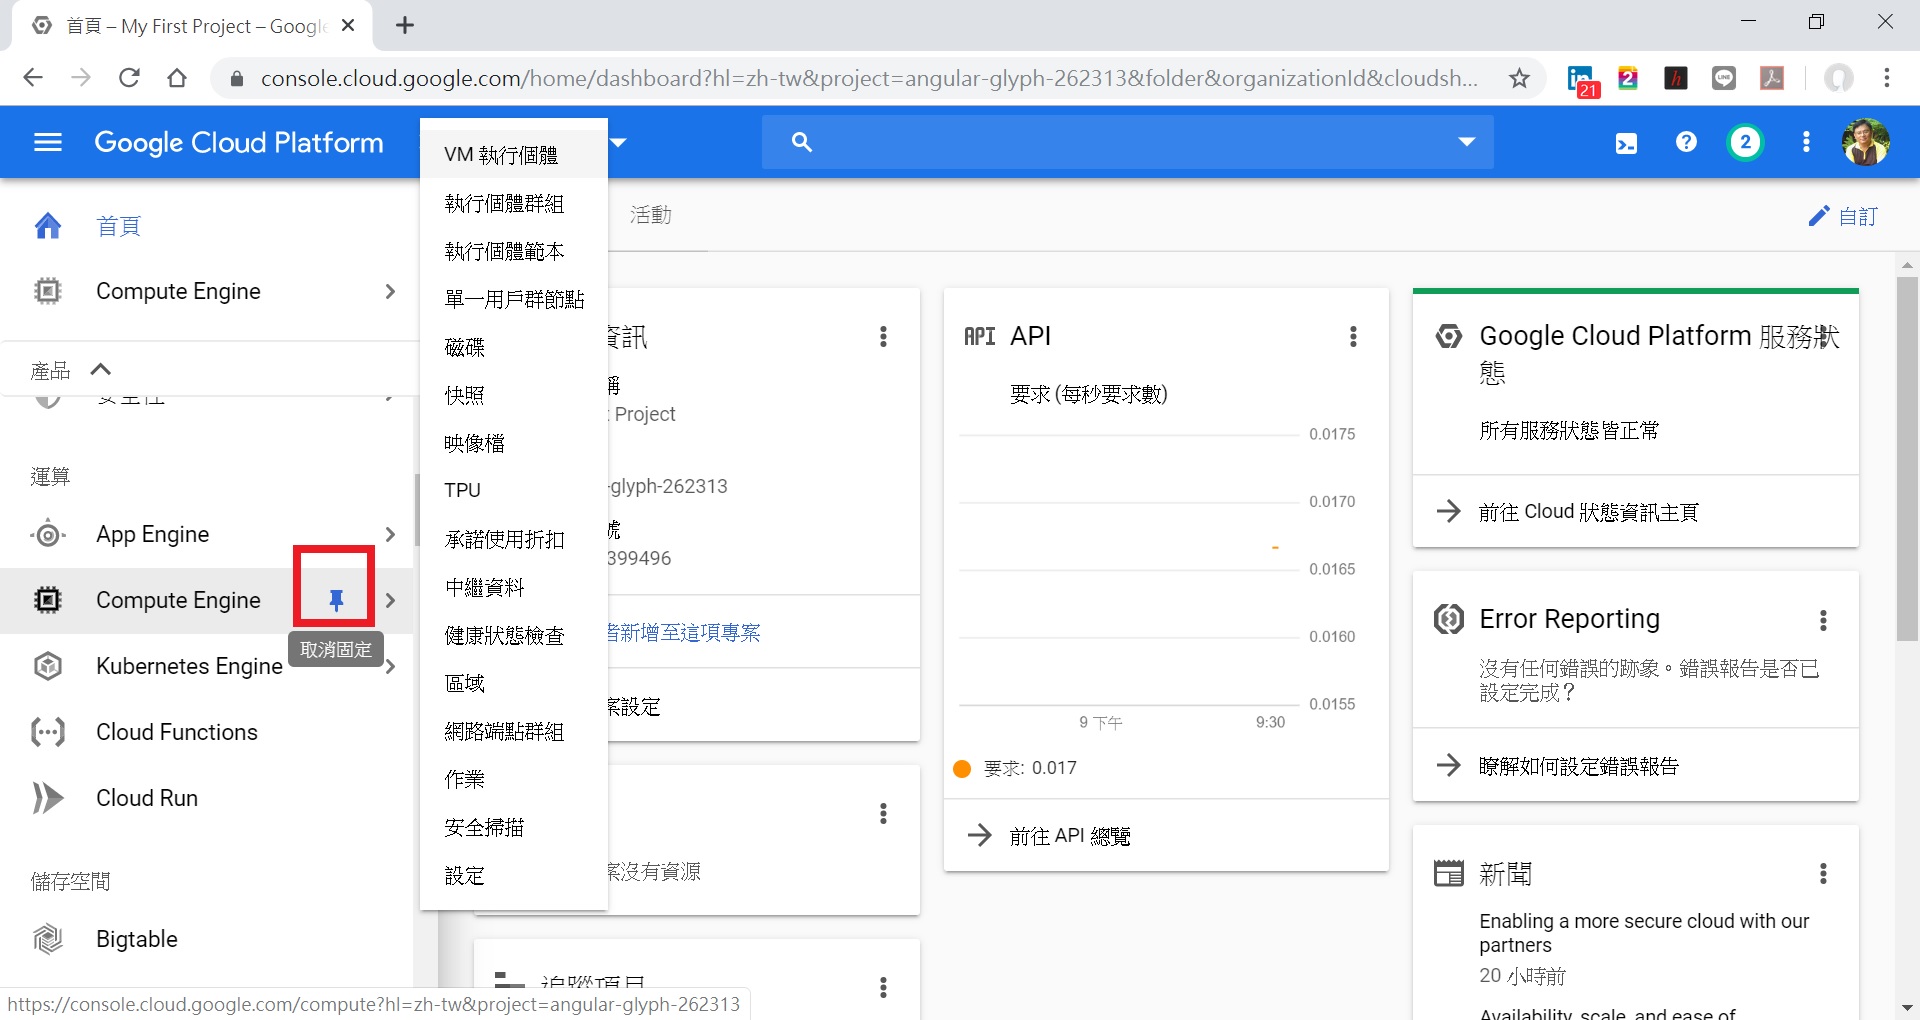 首頁 – My First Project – Google
console.cloud.google.com/home/dashboard?hl=zh-tw&project=angular-glyph-262313&folder&organizationId&cloudsh...
21
2
h
LINE
Google Cloud Platform
2
首頁
Compute Engine
產品
安全性
運算
App Engine
Compute Engine
取消固定
Kubernetes Engine
Cloud Functions
Cloud Run
儲存空間
Bigtable
VM 執行個體
執行個體群組
執行個體範本
單一用戶群節點
磁碟
快照
映像檔
TPU
承諾使用折扣
中繼資料
健康狀態檢查
區域
網路端點群組
作業
安全掃描
設定
活動
自訂
資訊
稱
Project
-glyph-262313
號
399496
者新增至這項專案
案設定
案沒有資源
追蹤項目
API API
要求 (每秒要求數)
0.0175
0.0170
0.0165
0.0160
0.0155
9 下午
9:30
要求: 0.017
前往 API 總覽
Google Cloud Platform 服務狀
態
所有服務狀態皆正常
前往 Cloud 狀態資訊主頁
Error Reporting
沒有任何錯誤的跡象。錯誤報告是否已
設定完成？
瞭解如何設定錯誤報告
新聞
Enabling a more secure cloud with our
partners
20 小時前
Availability, scale, and ease of
https://console.cloud.google.com/compute?hl=zh-tw&project=angular-glyph-262313